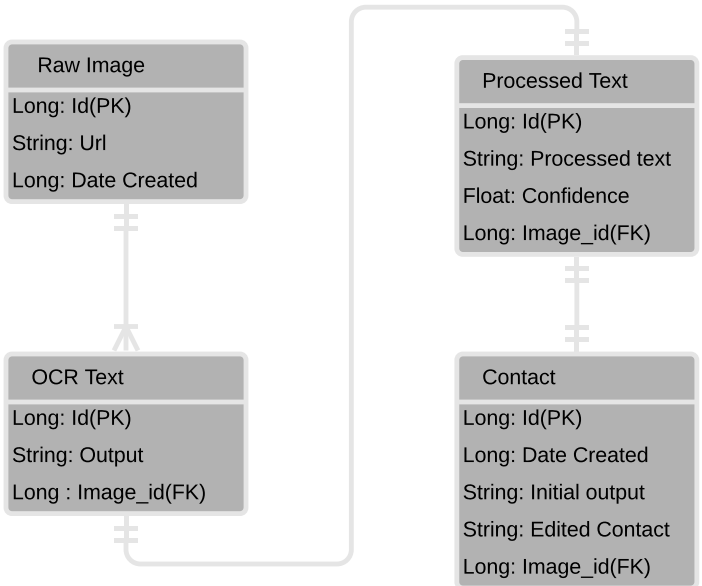 Raw Image
Long: Id(PK)
String: Url
Long: Date Created
OCR Text
Long: Id(PK)
String: Output
Long : Image_id(FK)
Processed Text
Long: Id(PK)
String: Processed text
Float: Confidence
Long: Image_id(FK)
Contact
Long: Id(PK)
Long: Date Created
String: Initial output
String: Edited Contact
Long: Image_id(FK)